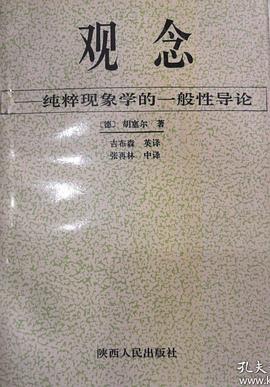 观念
——纯粹现象学的一般性导论
〔德〕胡塞尔 著
吉布森 英译
张再林 中译
陕西人民出版社
孔夫
www.k